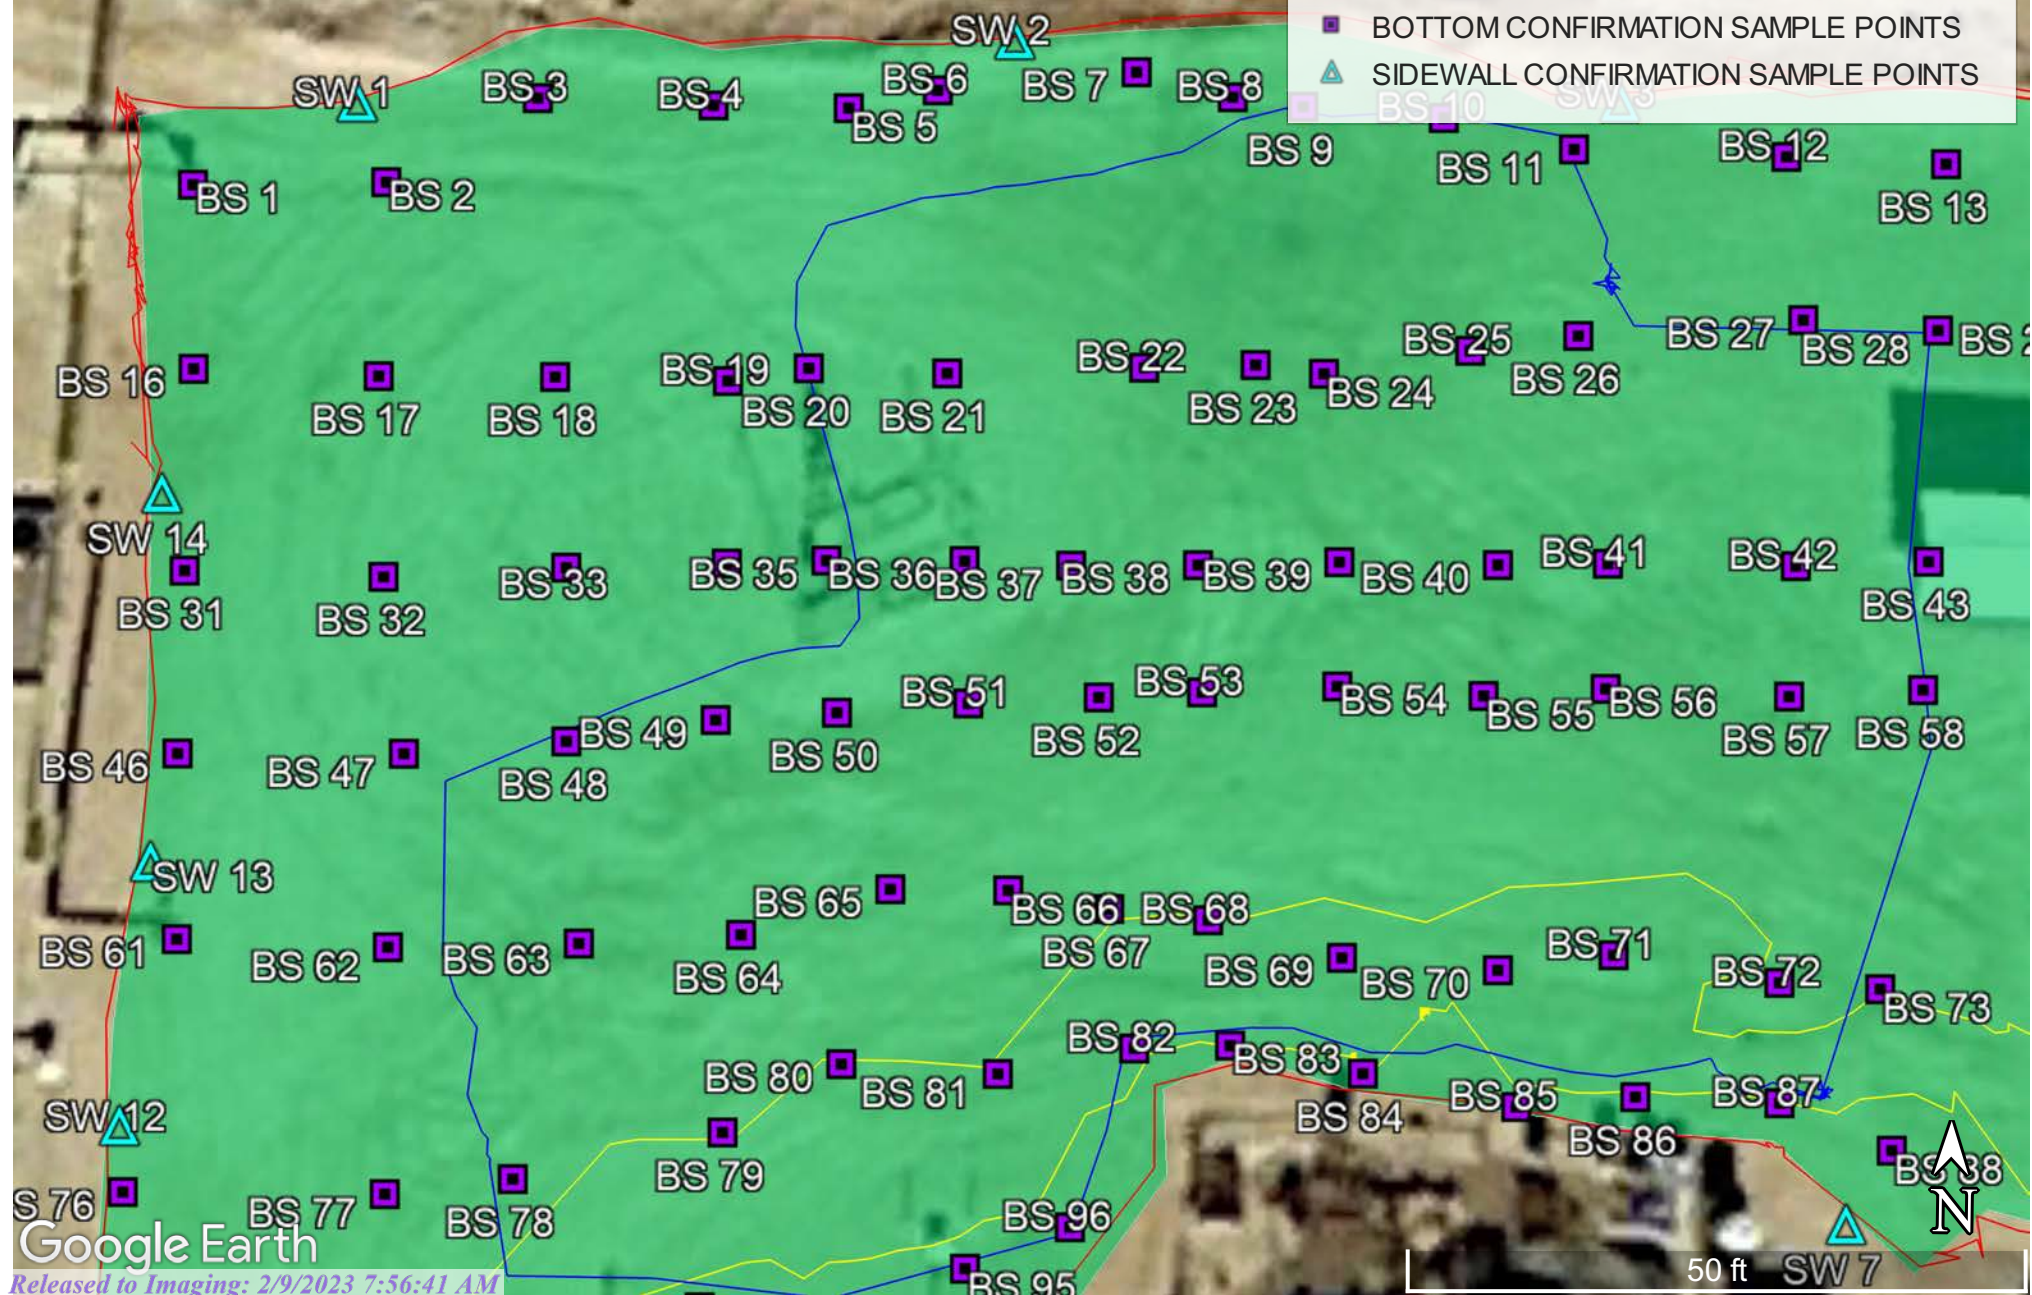 BOTTOM CONFIRMATION SAMPLE POINTS
SIDEWALL CONFIRMATION SAMPLE POINTS
SW 1
BS 3
BS 4
BS 5
BS 6
SW 2
BS 7
BS 8
BS 9
BS 10
SW 3
BS 11
BS 12
BS 13
BS 1
BS 2
BS 16
BS 17
BS 18
BS 19
BS 20
BS 21
BS 22
BS 23
BS 24
BS 25
BS 26
BS 27
BS 28
BS 2
SW 14
BS 31
BS 32
BS 33
BS 35
BS 36
BS 37
BS 38
BS 39
BS 40
BS 41
BS 42
BS 43
BS 46
BS 47
BS 48
BS 49
BS 50
BS 51
BS 52
BS 53
BS 54
BS 55
BS 56
BS 57
BS 58
SW 13
BS 61
BS 62
BS 63
BS 64
BS 65
BS 66
BS 67
BS 68
BS 69
BS 70
BS 71
BS 72
BS 73
SW 12
S 76
BS 77
BS 78
BS 79
BS 80
BS 81
BS 82
BS 83
BS 84
BS 85
BS 86
BS 87
BS 88
BS 96
BS 95
SW 7
N
50 ft
Google Earth
Released to Imaging: 2/9/2023 7:56:41 AM